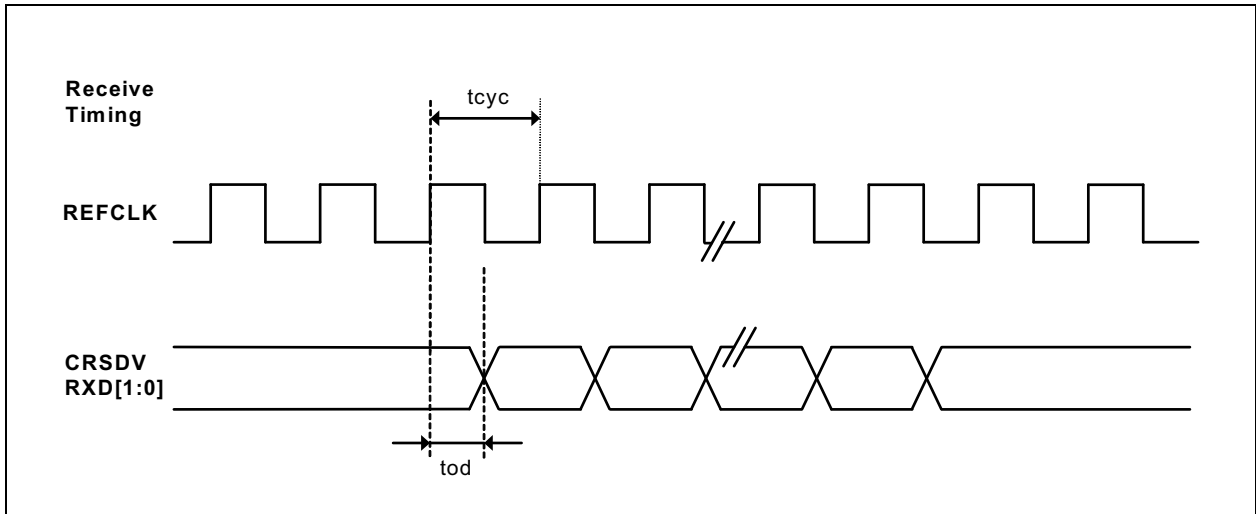 Receive
Timing
tcyc
REFCLK
CRSDV
RXD[1:0]
tod